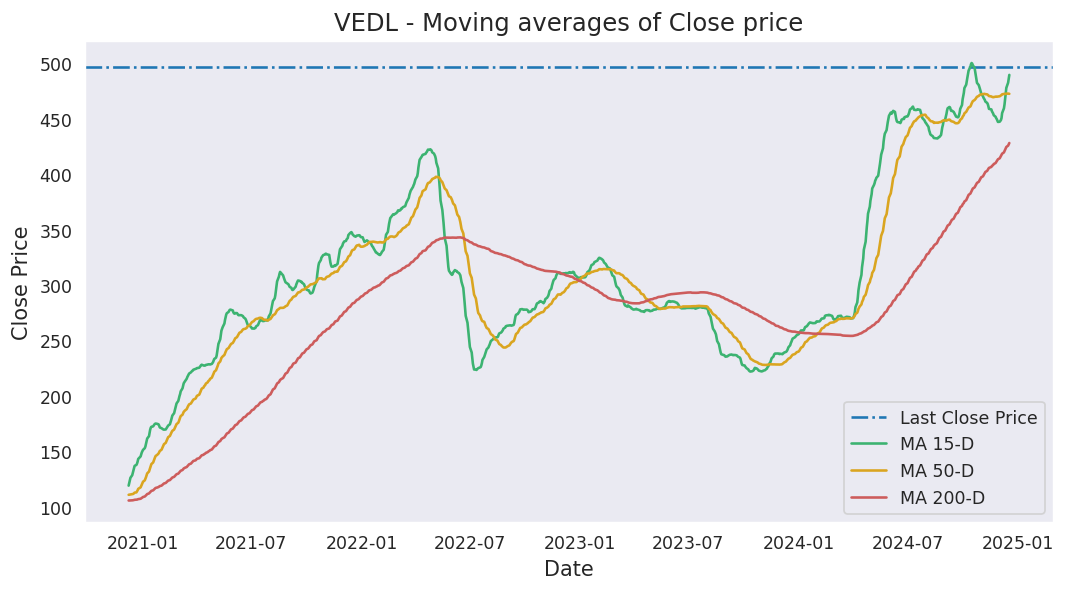 VEDL - Moving averages of Close price
Close Price
500
450
400
350
300
250
200
150
100
2021-01 2021-07 2022-01 2022-07 2023-01 2023-07 2024-01 2024-07 2025-01
Date
Last Close Price
MA 15-D
MA 50-D
MA 200-D